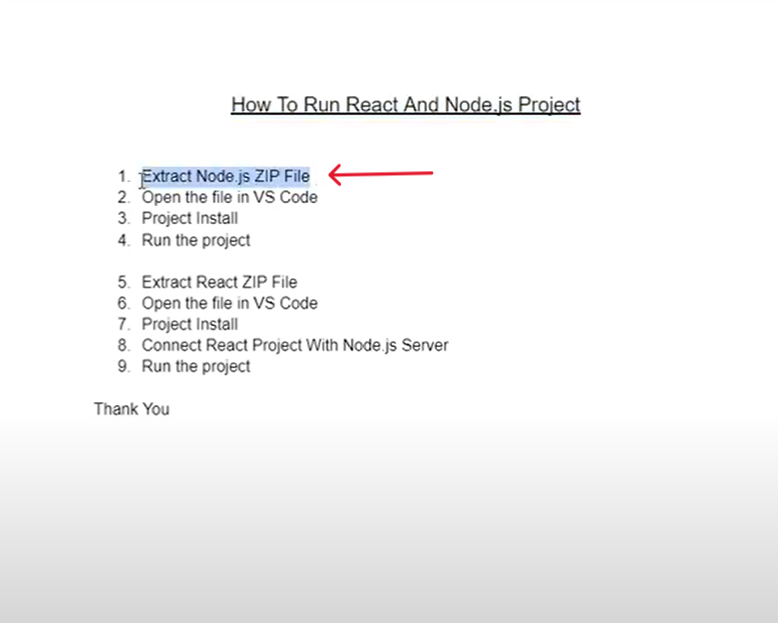 How To Run React And Node.js Project
1. Extract Node.js ZIP File
2. Open the file in VS Code
3. Project Install
4. Run the project
5. Extract React ZIP File
6. Open the file in VS Code
7. Project Install
8. Connect React Project With Node.js Server
9. Run the project
Thank You